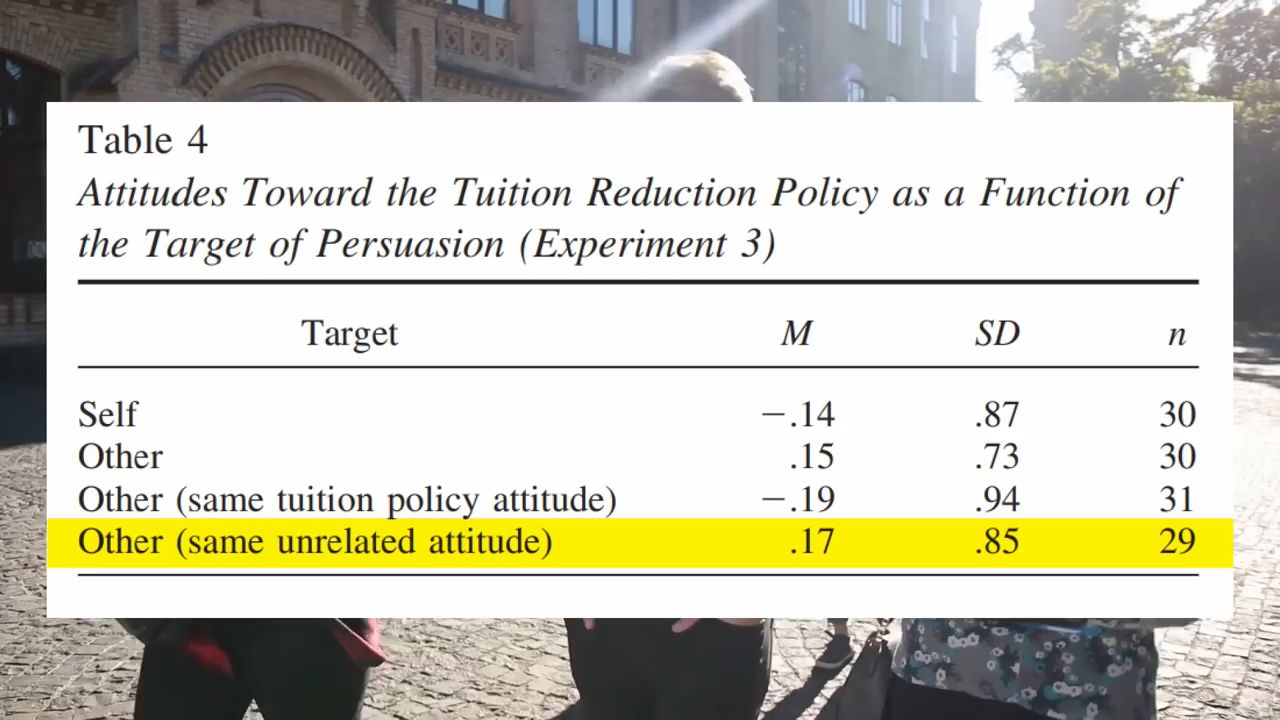 Table 4
Attitudes Toward the Tuition Reduction Policy as a Function of
the Target of Persuasion (Experiment 3)
Target M SD n
Self −.14 .87 30
Other .15 .73 30
Other (same tuition policy attitude) −.19 .94 31
Other (same unrelated attitude) .17 .85 29